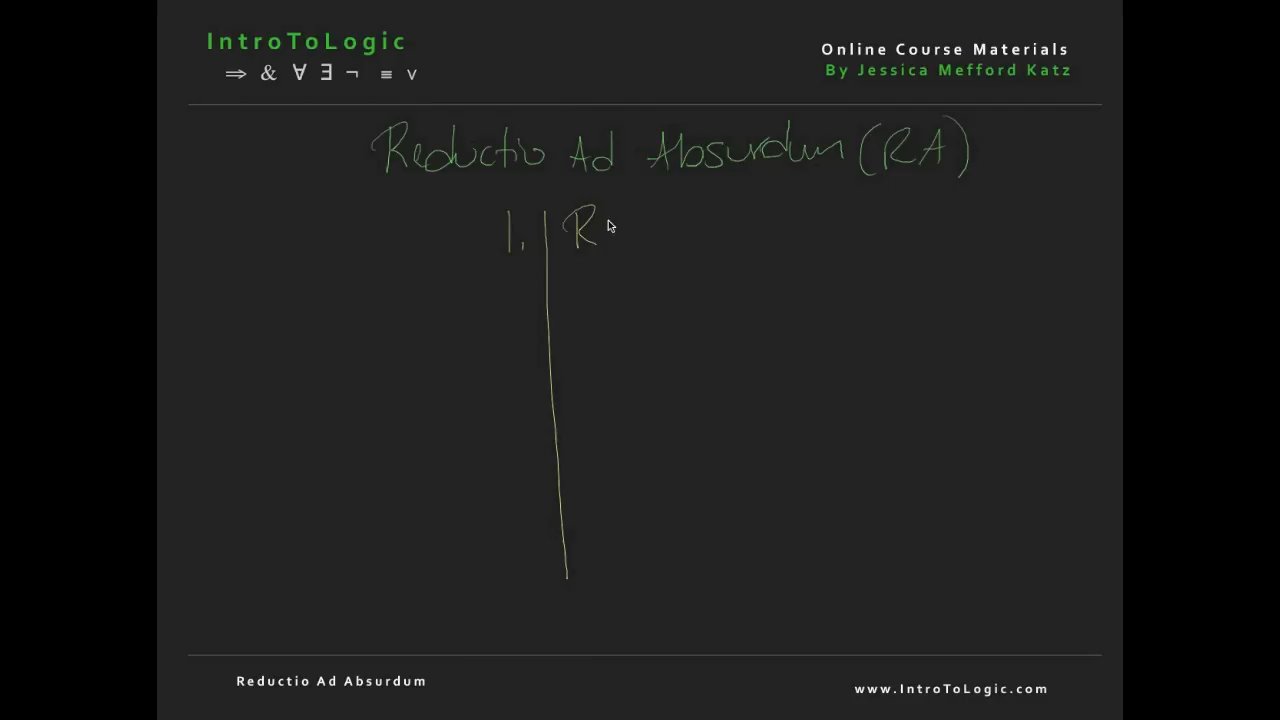 IntroToLogic
⇒ & ∀ ∃ ¬ ≡ v
Online Course Materials
By Jessica Mefford Katz
Reductio Ad Absurdum (RA)
1. R
Reductio Ad Absurdum
www.IntroToLogic.com